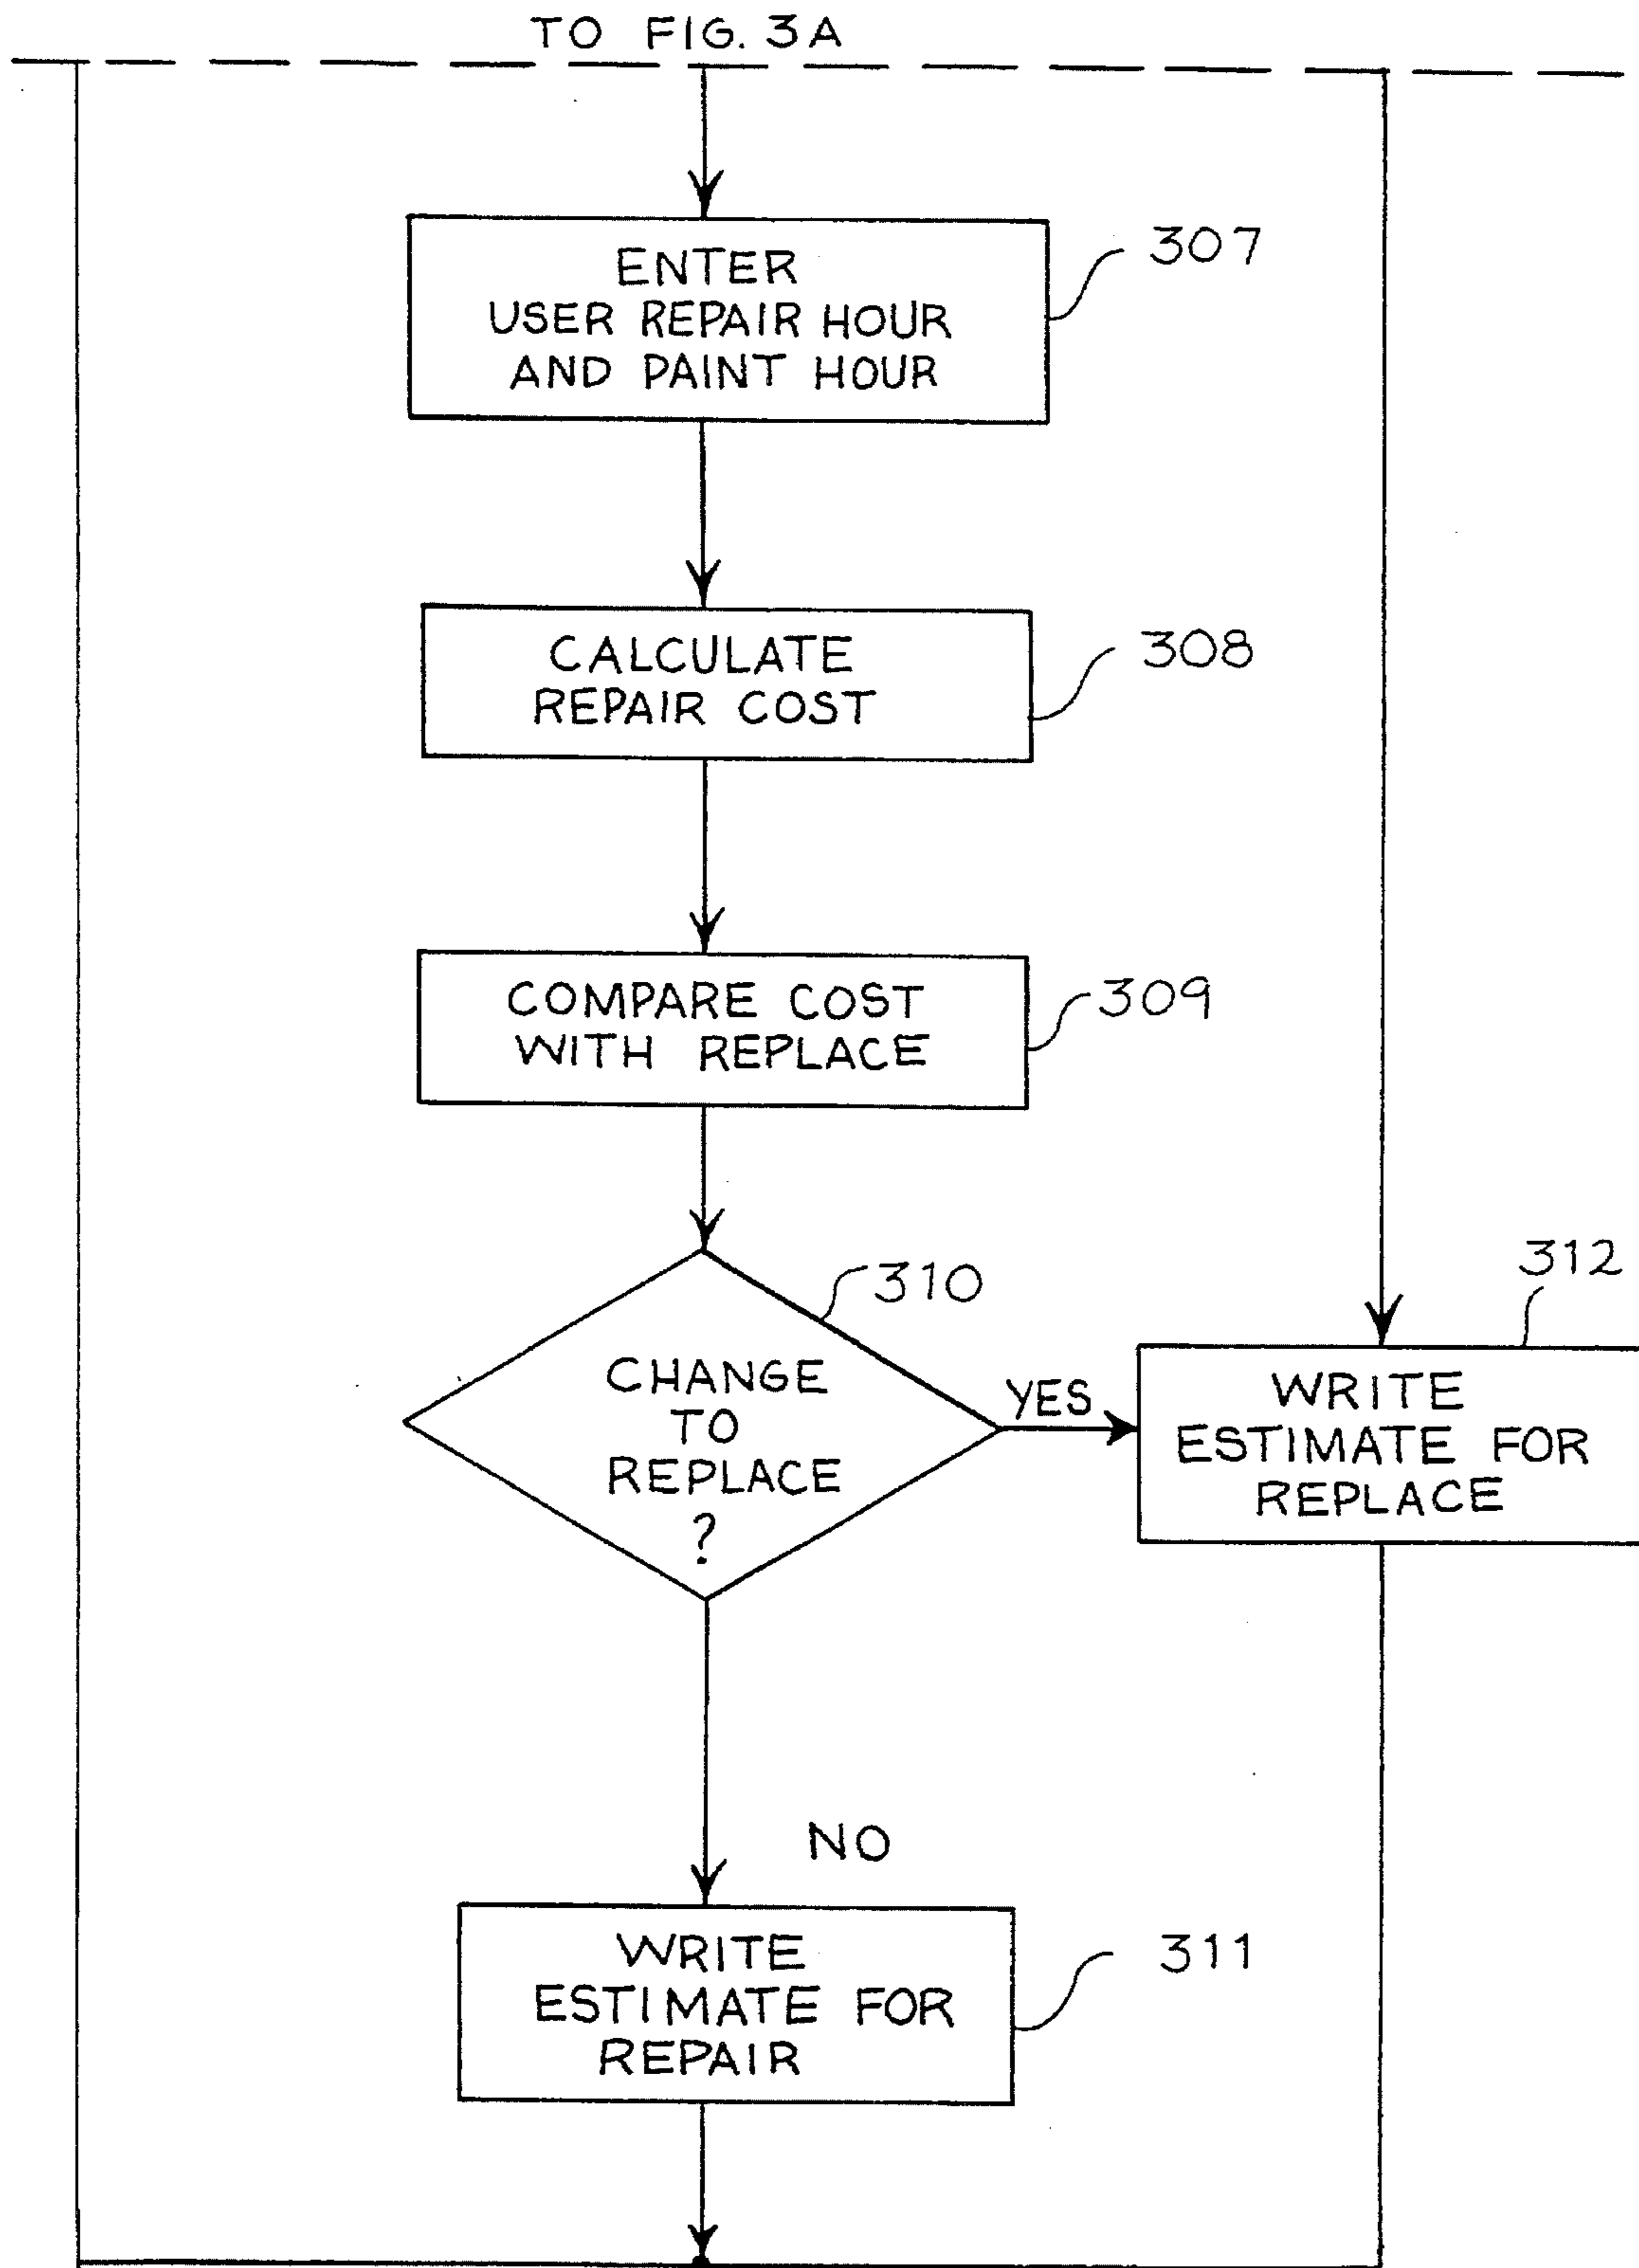 TO FIG. 3A
ENTER
USER REPAIR HOUR
AND PAINT HOUR
307
CALCULATE
REPAIR COST
308
COMPARE COST
WITH REPLACE
309
310
CHANGE
TO
REPLACE
?
YES
312
WRITE
ESTIMATE FOR
REPLACE
NO
WRITE
ESTIMATE FOR
REPAIR
311